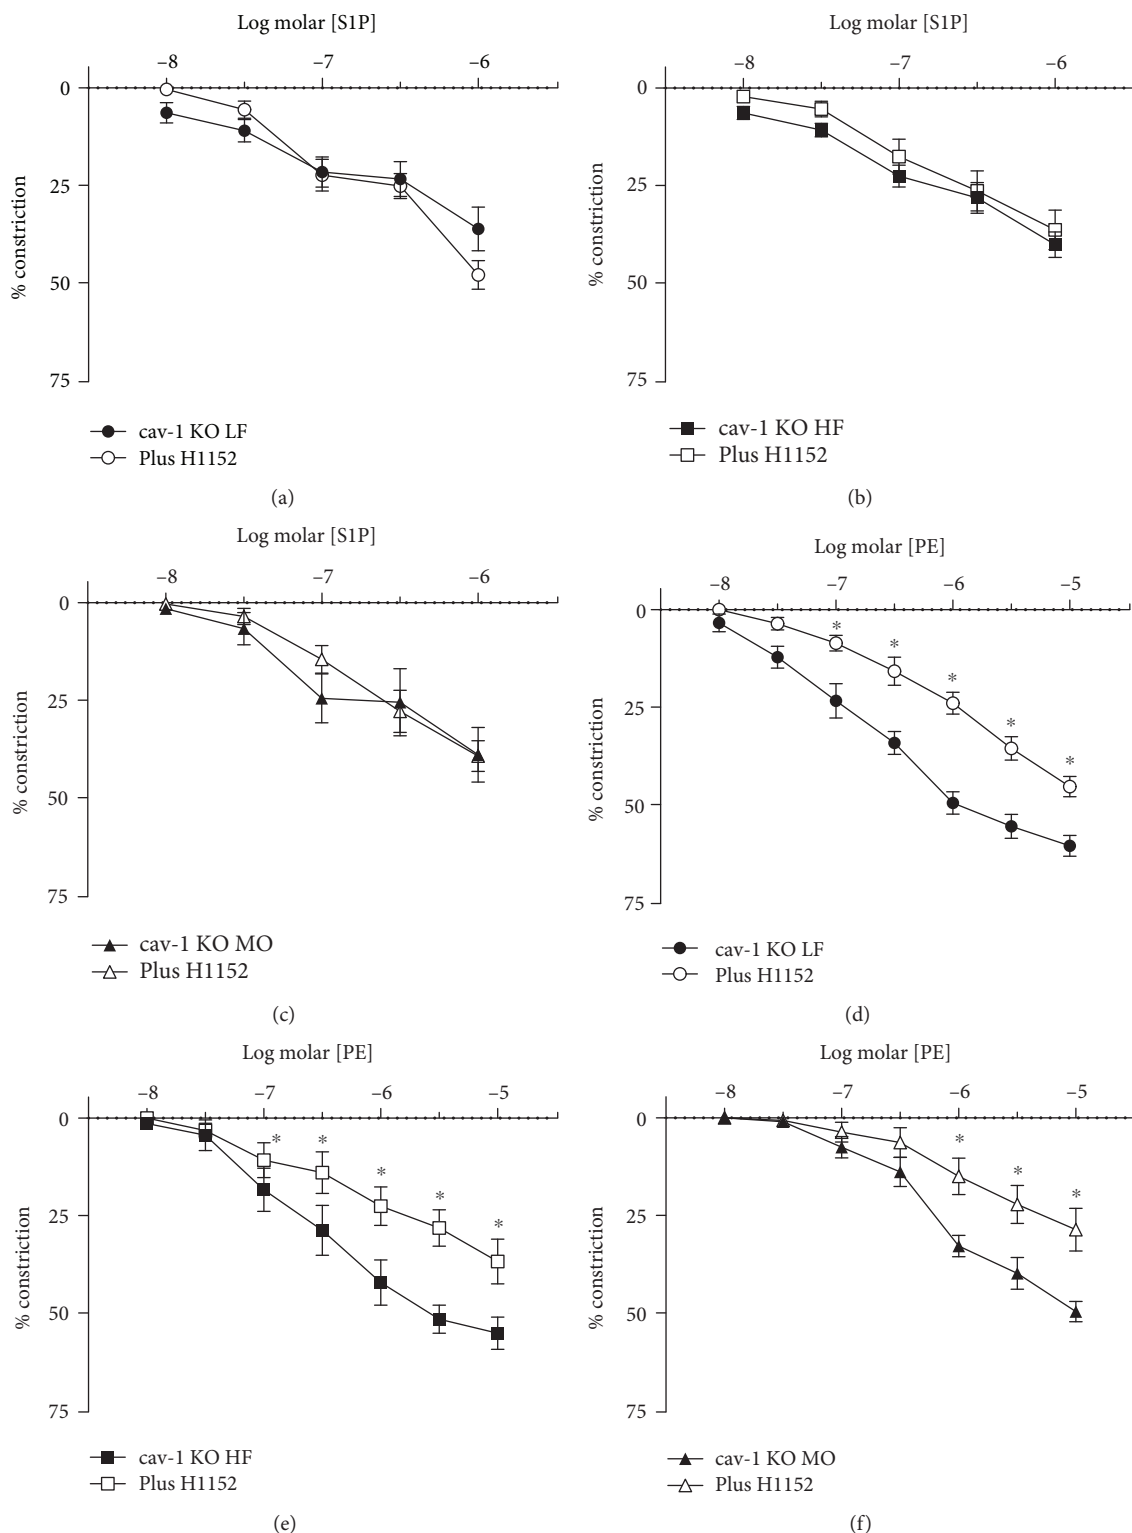 Log molar [S1P]
−8 −7 −6
0
25
50
75
% constriction
cav-1 KO LF
Plus H1152
(a)
Log molar [S1P]
−8 −7 −6
0
25
50
75
% constriction
cav-1 KO HF
Plus H1152
(b)
Log molar [S1P]
−8 −7 −6
0
25
50
75
% constriction
cav-1 KO MO
Plus H1152
(c)
Log molar [PE]
−8 −7 −6 −5
0
25
50
75
% constriction
* * * * *
cav-1 KO LF
Plus H1152
(d)
Log molar [PE]
−8 −7 −6 −5
0
25
50
75
% constriction
* * * * *
cav-1 KO HF
Plus H1152
(e)
Log molar [PE]
−8 −7 −6 −5
0
25
50
75
% constriction
* * *
cav-1 KO MO
Plus H1152
(f)